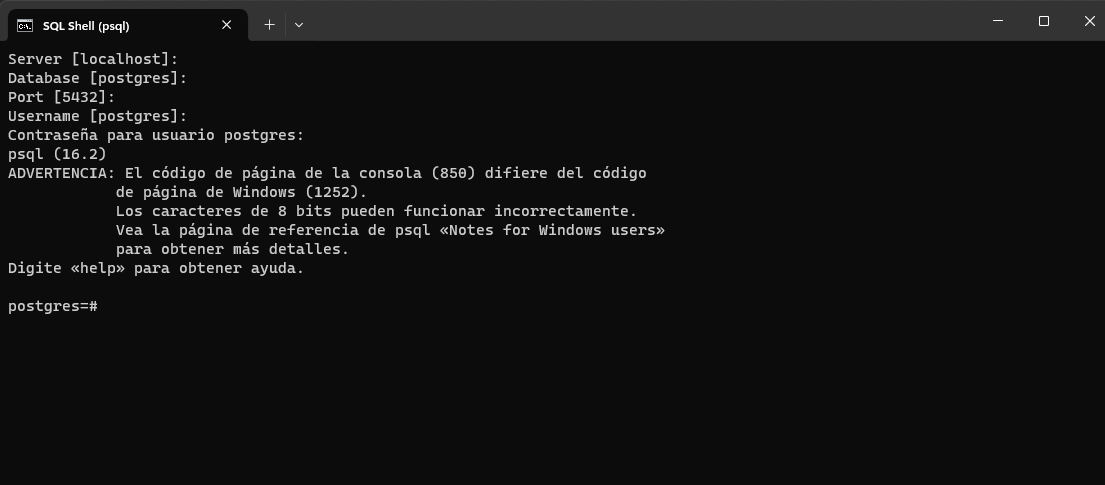 SQL Shell (psql)
Server [localhost]:
Database [postgres]:
Port [5432]:
Username [postgres]:
Contraseña para usuario postgres:
psql (16.2)
ADVERTENCIA: El código de página de la consola (850) difiere del código
de página de Windows (1252).
Los caracteres de 8 bits pueden funcionar incorrectamente.
Vea la página de referencia de psql «Notes for Windows users»
para obtener más detalles.
Digite «help» para obtener ayuda.
postgres=#